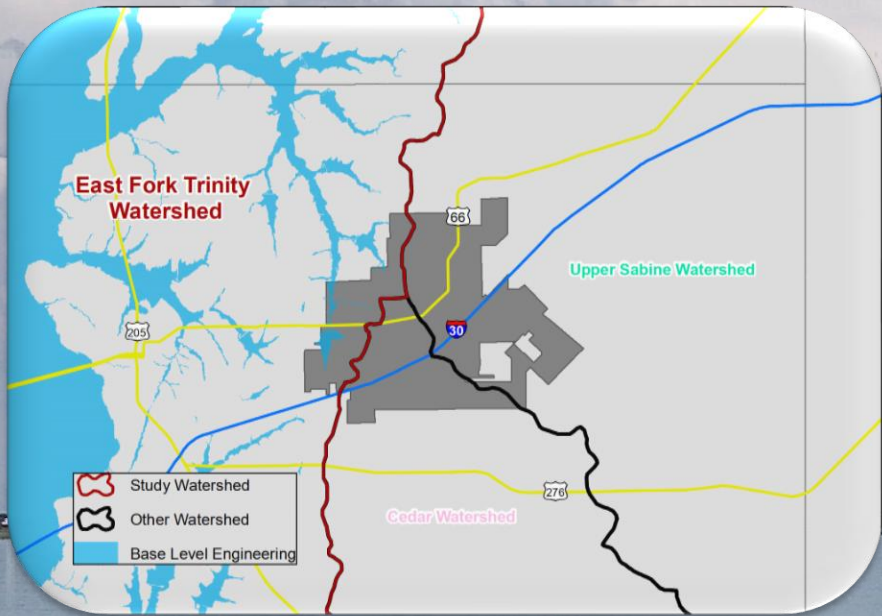 East Fork Trinity
Watershed
66
Upper Sabine Watershed
205
30
276
Cedar Watershed
Study Watershed
Other Watershed
Base Level Engineering